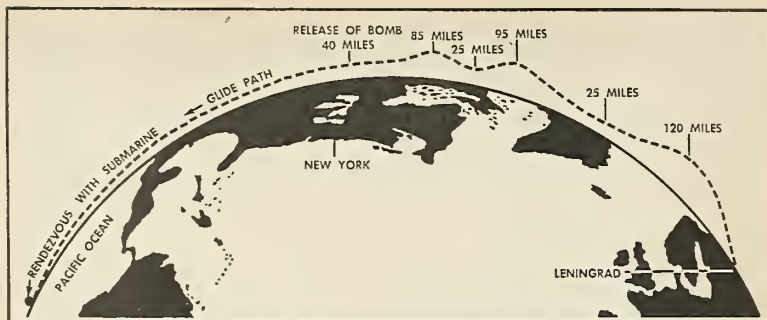 RELEASE OF BOMB
40 MILES
85 MILES
25 MILES
95 MILES
25 MILES
120 MILES
GLIDE PATH
RENDEZVOUS WITH SUBMARINE
PACIFIC OCEAN
NEW YORK
LENINGRAD